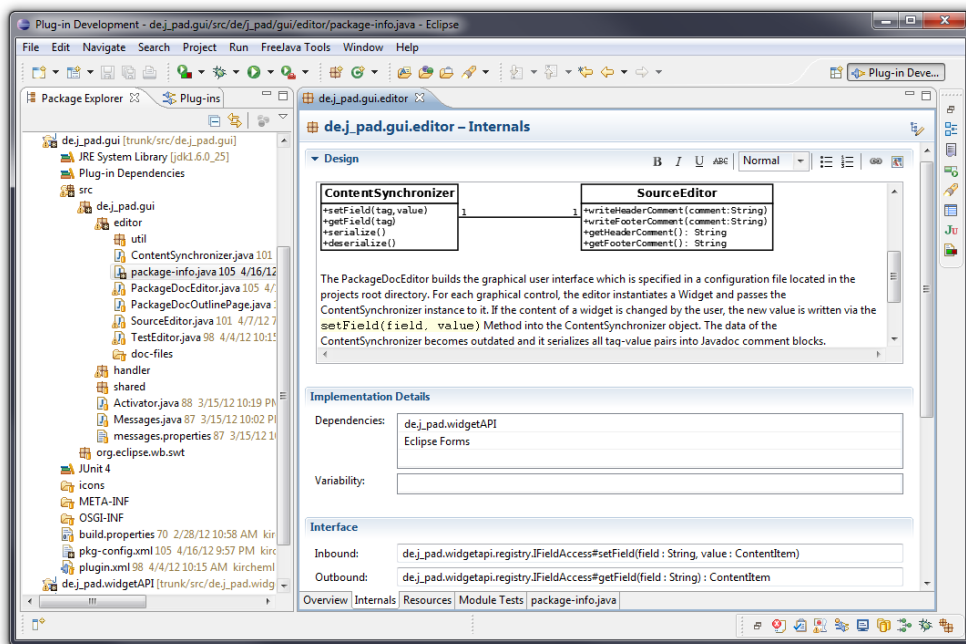 Plug-in Development - de.j_pad.gui/src/de/j_pad/gui/editor/package-info.java - Eclipse
File Edit Navigate Search Project Run FreeJava Tools Window Help
Plug-in Deve...
Package Explorer
Plug-ins
de.j_pad.gui [trunk/src/de.j_pad.gui]
JRE System Library [jdk1.6.0_25]
Plug-in Dependencies
src
de.j_pad.gui
editor
util
ContentSynchronizer.java 101
package-info.java 105 4/16/12
PackageDocEditor.java 105 4/
PackageDocOutlinePage.java
SourceEditor.java 101 4/7/12 7
TestEditor.java 98 4/4/12 10:15
doc-files
handler
shared
Activator.java 88 3/15/12 10:19 PM
Messages.java 87 3/15/12 10:02 P
messages.properties 87 3/15/12 1
org.eclipse.wb.swt
JUnit 4
icons
META-INF
OSGI-INF
build.properties 70 2/28/12 10:58 AM kir
pkg-config.xml 105 4/16/12 9:57 PM kirc
plugin.xml 98 4/4/12 10:15 AM kircheml
de.j_pad.widgetAPI [trunk/src/de.j_pad.widg
de.j_pad.gui.editor
de.j_pad.gui.editor – Internals
Design
B I U ABC Normal
ContentSynchronizer
+setField(tag,value)
+getField(tag)
+serialize()
+deserialize()
1 1
SourceEditor
+writeHeaderComment(comment:String)
+writeFooterComment(comment:String)
+getHeaderComment(): String
+getFooterComment(): String
The PackageDocEditor builds the graphical user interface which is specified in a configuration file located in the
projects root directory. For each graphical control, the editor instantiates a Widget and passes the
ContentSynchronizer instance to it. If the content of a widget is changed by the user, the new value is written via the
setField(field, value) Method into the ContentSynchronizer object. The data of the
ContentSynchronizer becomes outdated and it serializes all tag-value pairs into Javadoc comment blocks.
Implementation Details
Dependencies:
de.j_pad.widgetAPI
Eclipse Forms
Variability:
Interface
Inbound: de.j_pad.widgetapi.registry.IFieldAccess#setField(field : String, value : ContentItem)
Outbound: de.j_pad.widgetapi.registry.IFieldAccess#getField(field : String) : ContentItem
Overview Internals Resources Module Tests package-info.java
Ju